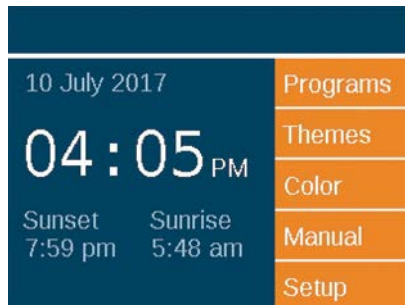 10 July 2017
04:05 PM
Sunset Sunrise
7:59 pm 5:48 am
Programs
Themes
Color
Manual
Setup